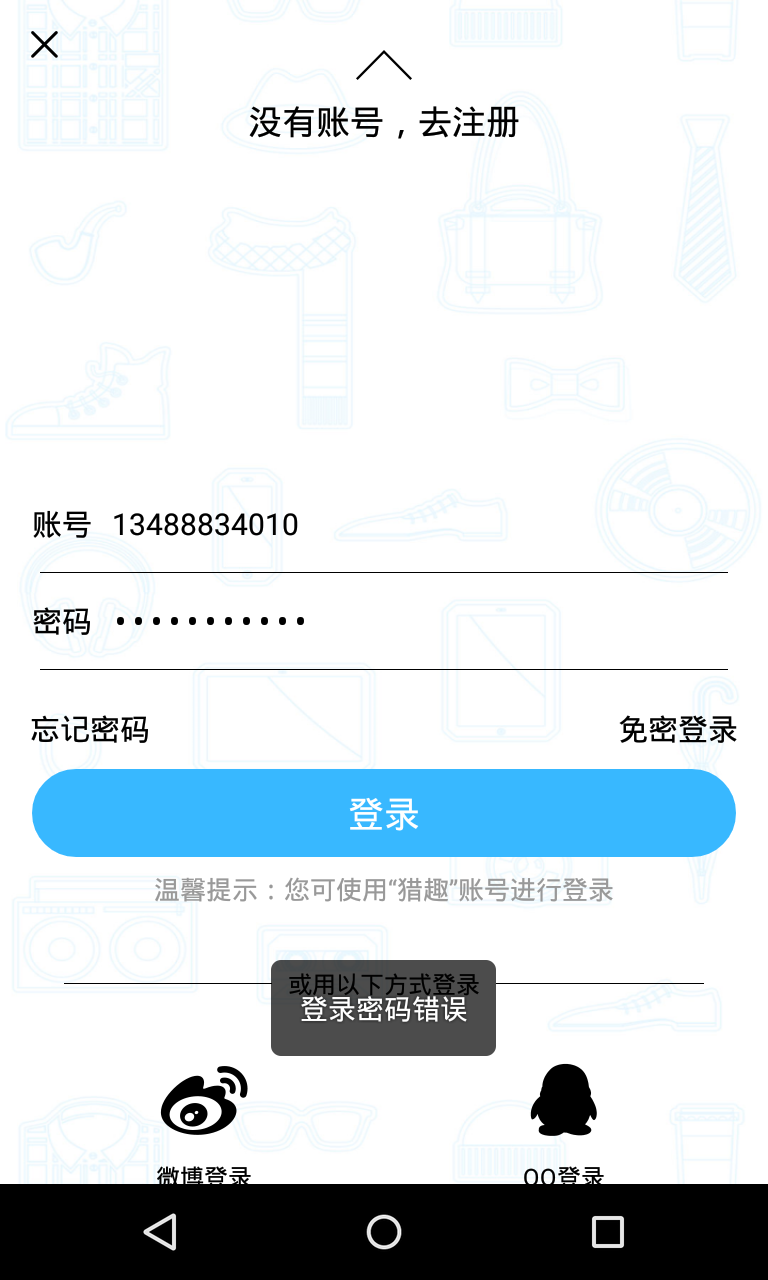 没有账号，去注册
账号 13488834010
密码 •••••••••••
忘记密码 免密登录
登录
温馨提示：您可使用“猎趣”账号进行登录
或用以下方式登录
登录密码错误
微博登录 QQ登录